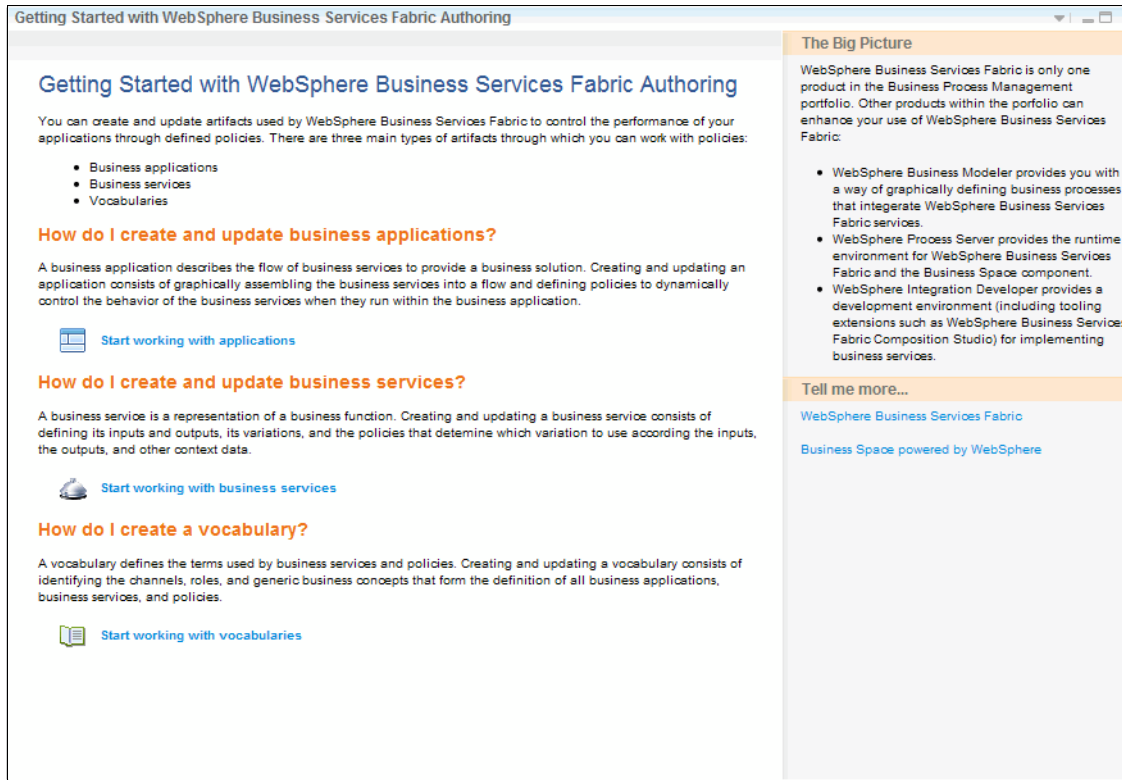 Getting Started with WebSphere Business Services Fabric Authoring
Getting Started with WebSphere Business Services Fabric Authoring
You can create and update artifacts used by WebSphere Business Services Fabric to control the performance of your
applications through defined policies. There are three main types of artifacts through which you can work with policies:
• Business applications
• Business services
• Vocabularies
How do I create and update business applications?
A business application describes the flow of business services to provide a business solution. Creating and updating an
application consists of graphically assembling the business services into a flow and defining policies to dynamically
control the behavior of the business services when they run within the business application.
Start working with applications
How do I create and update business services?
A business service is a representation of a business function. Creating and updating a business service consists of
defining its inputs and outputs, its variations, and the policies that detemine which variation to use according the inputs,
the outputs, and other context data.
Start working with business services
How do I create a vocabulary?
A vocabulary defines the terms used by business services and policies. Creating and updating a vocabulary consists of
identifying the channels, roles, and generic business concepts that form the definition of all business applications,
business services, and policies.
Start working with vocabularies
The Big Picture
WebSphere Business Services Fabric is only one
product in the Business Process Management
portfolio. Other products within the porfolio can
enhance your use of WebSphere Business Services
Fabric:
• WebSphere Business Modeler provides you with
a way of graphically defining business processes
that integerate WebSphere Business Services
Fabric services.
• WebSphere Process Server provides the runtime
environment for WebSphere Business Services
Fabric and the Business Space component.
• WebSphere Integration Developer provides a
development environment (including tooling
extensions such as WebSphere Business Services
Fabric Composition Studio) for implementing
business services.
Tell me more...
WebSphere Business Services Fabric
Business Space powered by WebSphere